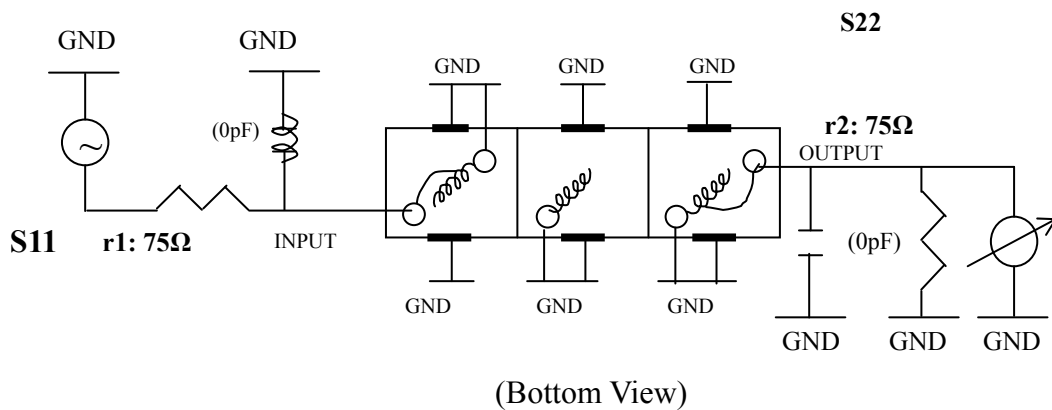 S22
GND
GND
GND
GND
GND
(0pF)
r2: 75Ω
OUTPUT
S11
r1: 75Ω
INPUT
(0pF)
GND
GND
GND
GND
GND
GND
(Bottom View)